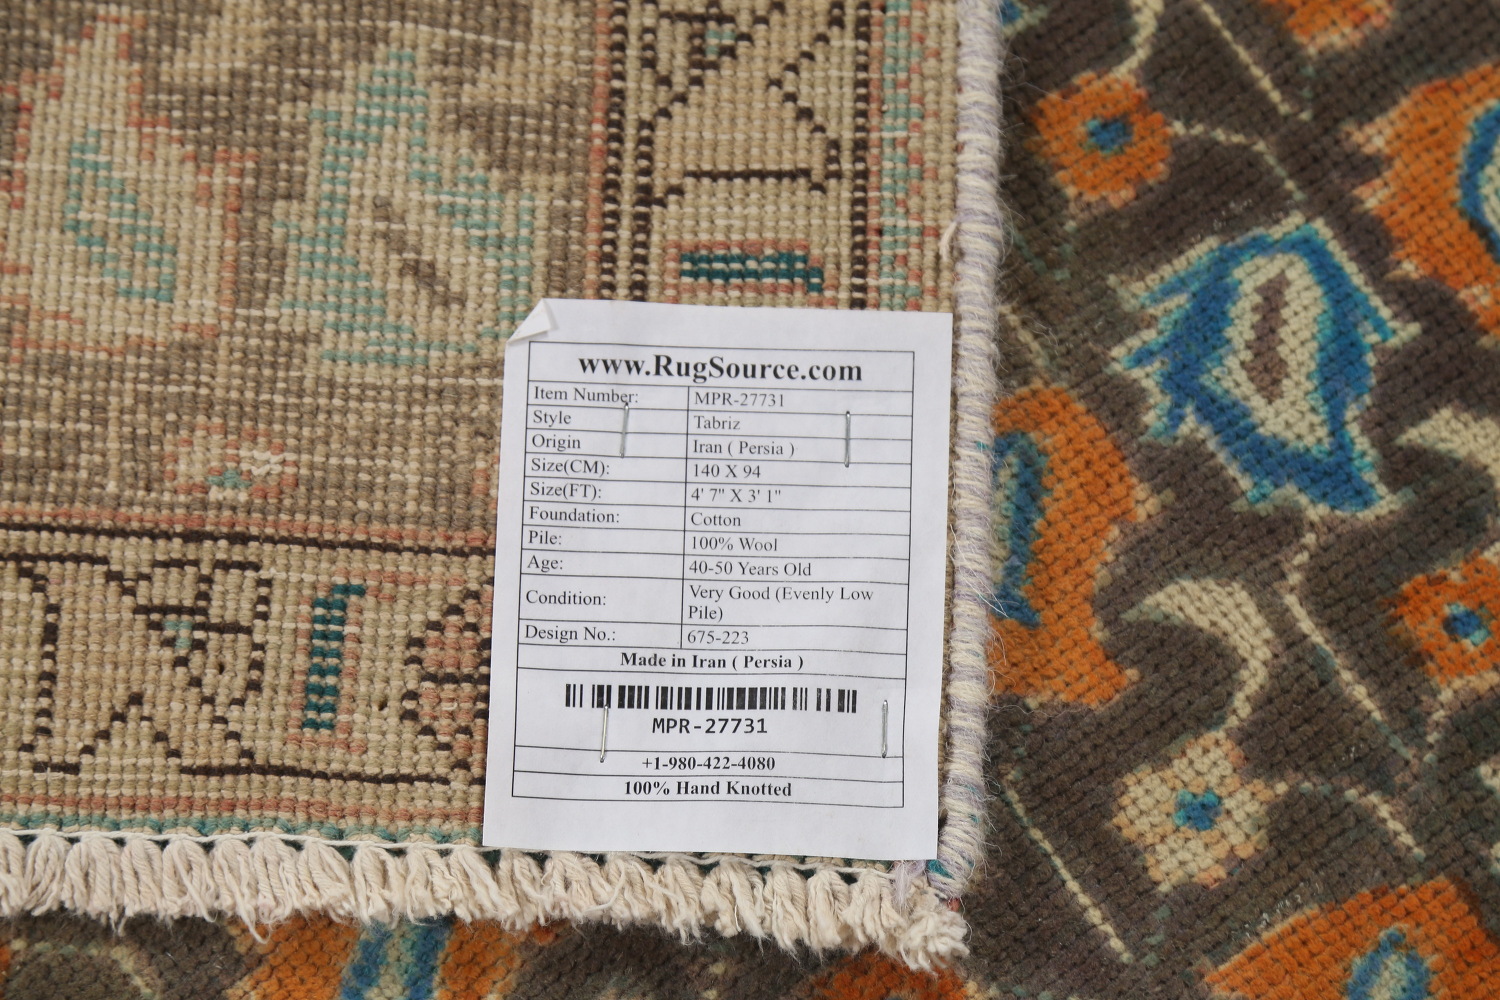 www.RugSource.com
Item Number: MPR-27731
Style Tabriz
Origin Iran ( Persia )
Size(CM): 140 X 94
Size(FT): 4' 7" X 3' 1"
Foundation: Cotton
Pile: 100% Wool
Age: 40-50 Years Old
Condition: Very Good (Evenly Low
Pile)
Design No.: 675-223
Made in Iran ( Persia )
MPR-27731
+1-980-422-4080
100% Hand Knotted